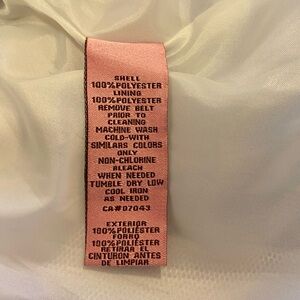 SHELL
100%POLYESTER
LINING
100%POLYESTER
REMOVE BELT
PRIOR TO
CLEANING
MACHINE WASH
COLD-WITH
SIMILARS COLORS
ONLY
NON-CHLORINE
BLEACH
WHEN NEEDED
TUMBLE DRY LOW
COOL IRON
AS NEEDED
CA#07043
EXTERIOR
100%POLIÉSTER
FORRO
100%POLIÉSTER
RETIRAR EL
CINTURON ANTES
DE LIMPIAR